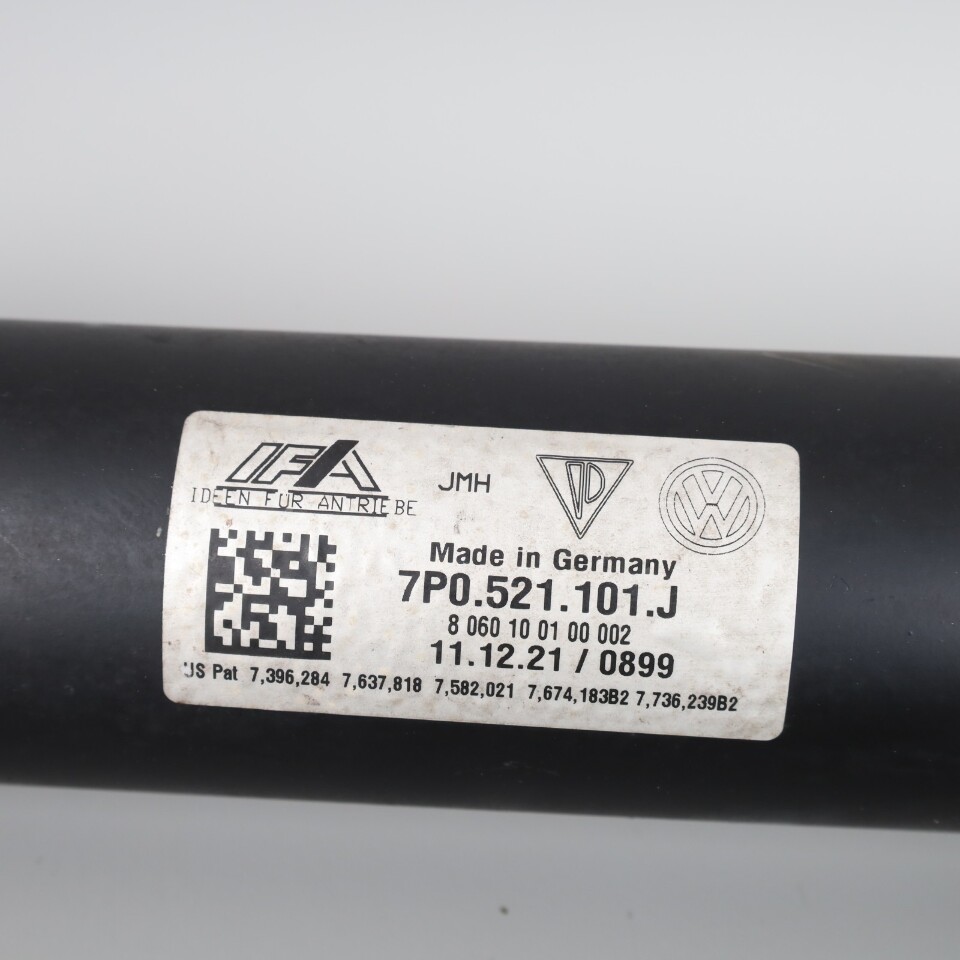 IFA
IDEEN FÜR ANTRIEBE
JMH
Made in Germany
7P0.521.101.J
8 060 10 01 00 002
11.12.21 / 0899
US Pat 7,396,284 7,637,818 7,582,021 7,674,183B2 7,736,239B2